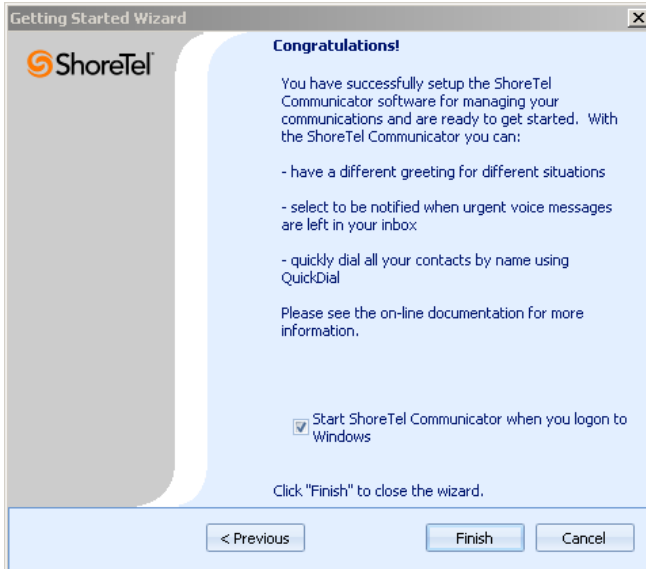 Getting Started Wizard
ShoreTel
Congratulations!
You have successfully setup the ShoreTel
Communicator software for managing your
communications and are ready to get started. With
the ShoreTel Communicator you can:
- have a different greeting for different situations
- select to be notified when urgent voice messages
are left in your inbox
- quickly dial all your contacts by name using
QuickDial
Please see the on-line documentation for more
information.
Start ShoreTel Communicator when you logon to
Windows
Click "Finish" to close the wizard.
< Previous
Finish
Cancel